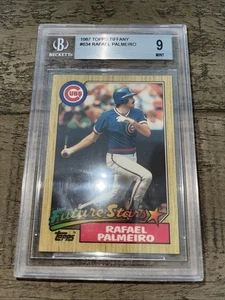 BECKETT
1987 TOPPS TIFFANY
#634 RAFAEL PALMEIRO
9
MINT
CUBS
Future Stars
Topps
RAFAEL
PALMEIRO